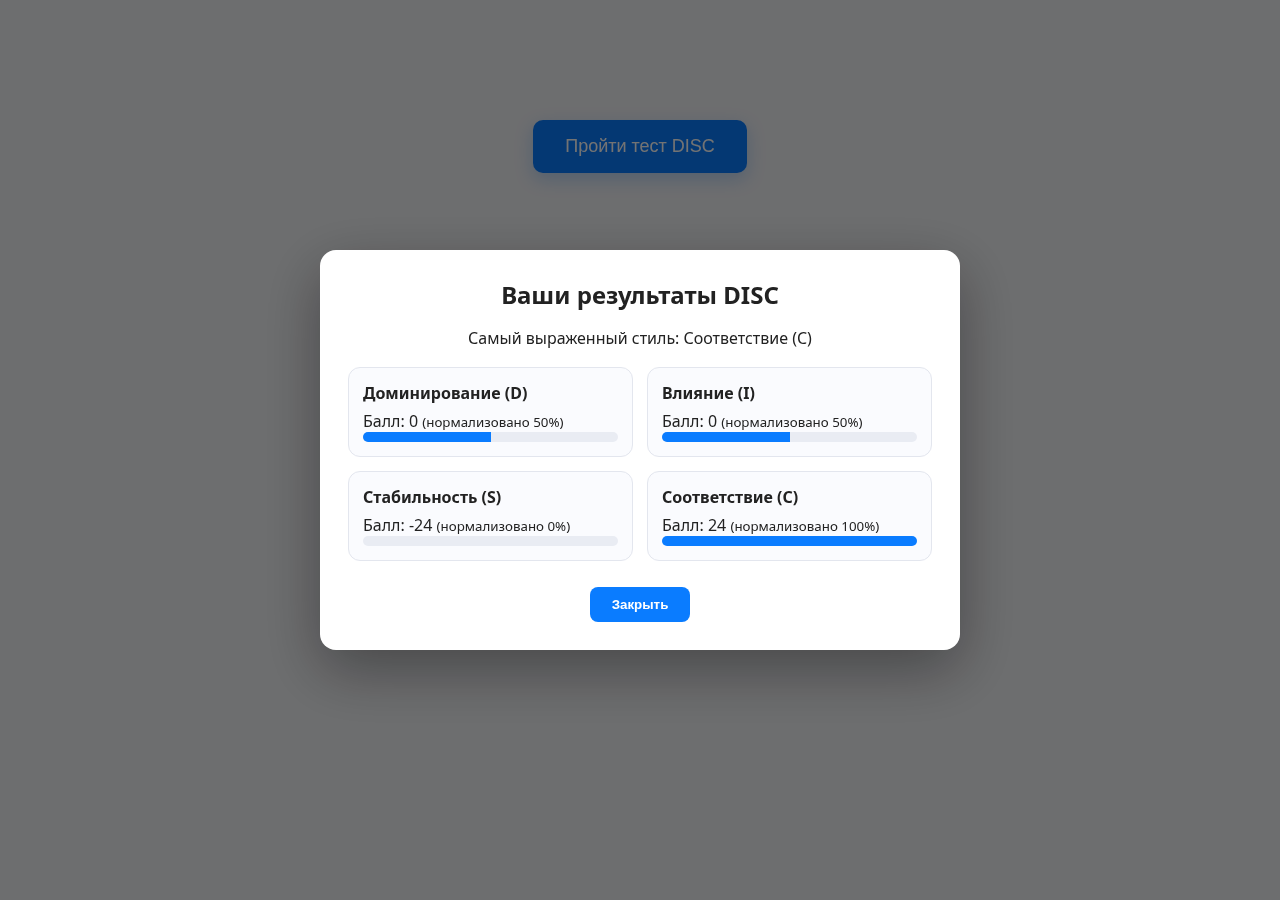 Пройти тест DISC
Ваши результаты DISC
Самый выраженный стиль: Соответствие (C)
Доминирование (D)
Балл: 0 (нормализовано 50%)
Влияние (I)
Балл: 0 (нормализовано 50%)
Стабильность (S)
Балл: -24 (нормализовано 0%)
Соответствие (C)
Балл: 24 (нормализовано 100%)
Закрыть